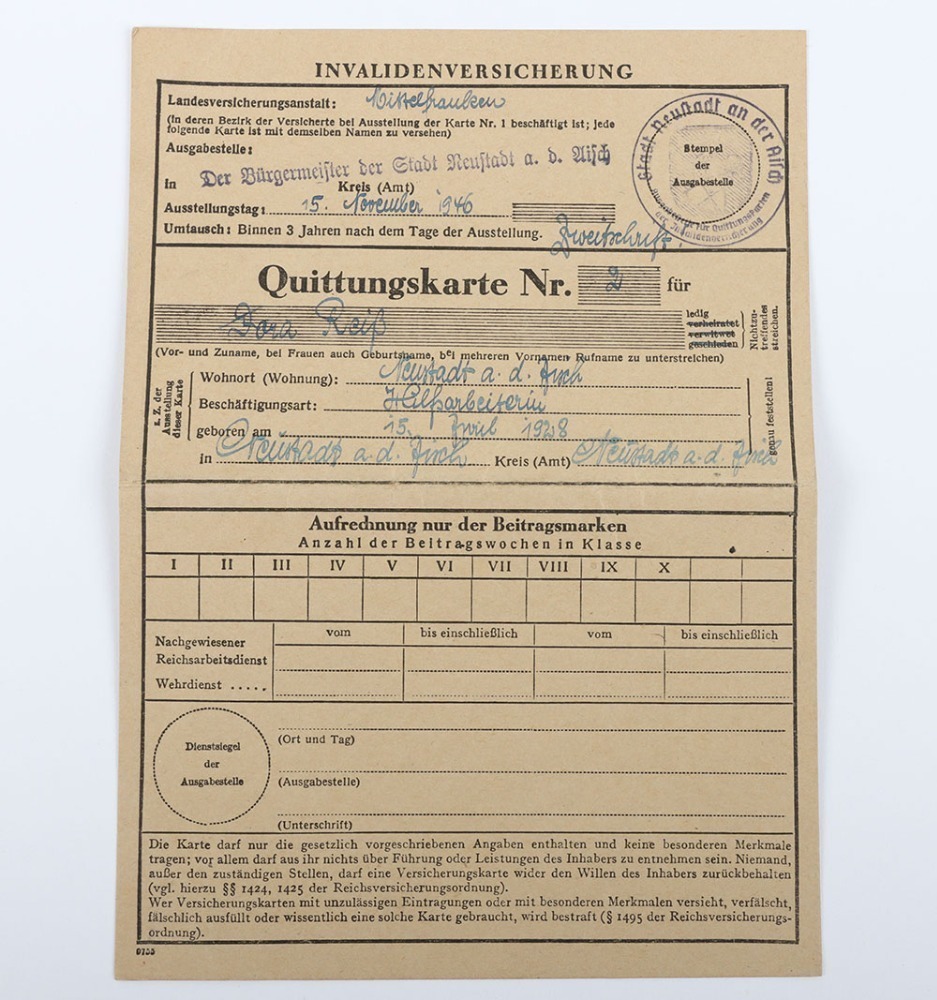 INVALIDENVERSICHERUNG
Landesversicherungsanstalt: Mittelfranken
(In deren Bezirk der Versicherte bei Ausstellung der Karte Nr. 1 beschäftigt ist; jede
folgende Karte ist mit demselben Namen zu versehen)
Ausgabestelle:
in Der Bürgermeister der Stadt Neustadt a. d. Aisch
Kreis (Amt)
Ausstellungstag: 15. November 1946
Umtausch: Binnen 3 Jahren nach dem Tage der Ausstellung. Zweitschrift
Stadt Neustadt an der Aisch
Stempel
der
Ausgabestelle
für Quittungskarten
der Invalidenversicherung
Quittungskarte Nr. 2 für
Dora Reiß
ledig
verheiratet
verwitwet
geschieden
Nichtzu-
treffendes
streichen.
(Vor- und Zuname, bei Frauen auch Geburtsname, bei mehreren Vornamen Rufname zu unterstreichen)
z. Z. der
Ausstellung
dieser Karte
Wohnort (Wohnung): Neustadt a. d. Aisch
Beschäftigungsart: Hilfsarbeiterin
geboren am 15. 1928
in Neustadt a. d. Aisch Kreis (Amt) Neustadt a. d. Aisch
genau feststellen!
Aufrechnung nur der Beitragsmarken
Anzahl der Beitragswochen in Klasse
I II III IV V VI VII VIII IX X
vom bis einschließlich vom bis einschließlich
Nachgewiesener
Reichsarbeitsdienst
Wehrdienst .....
Dienstsiegel
der
Ausgabestelle
(Ort und Tag)
(Ausgabestelle)
(Unterschrift)
Die Karte darf nur die gesetzlich vorgeschriebenen Angaben enthalten und keine besonderen Merkmale
tragen; vor allem darf aus ihr nichts über Führung oder Leistungen des Inhabers zu entnehmen sein. Niemand,
außer den zuständigen Stellen, darf eine Versicherungskarte wider den Willen des Inhabers zurückbehalten
(vgl. hierzu §§ 1424, 1425 der Reichsversicherungsordnung).
Wer Versicherungskarten mit unzulässigen Eintragungen oder mit besonderen Merkmalen versieht, verfälscht,
fälschlich ausfüllt oder wissentlich eine solche Karte gebraucht, wird bestraft (§ 1495 der Reichsversicherungs-
ordnung).